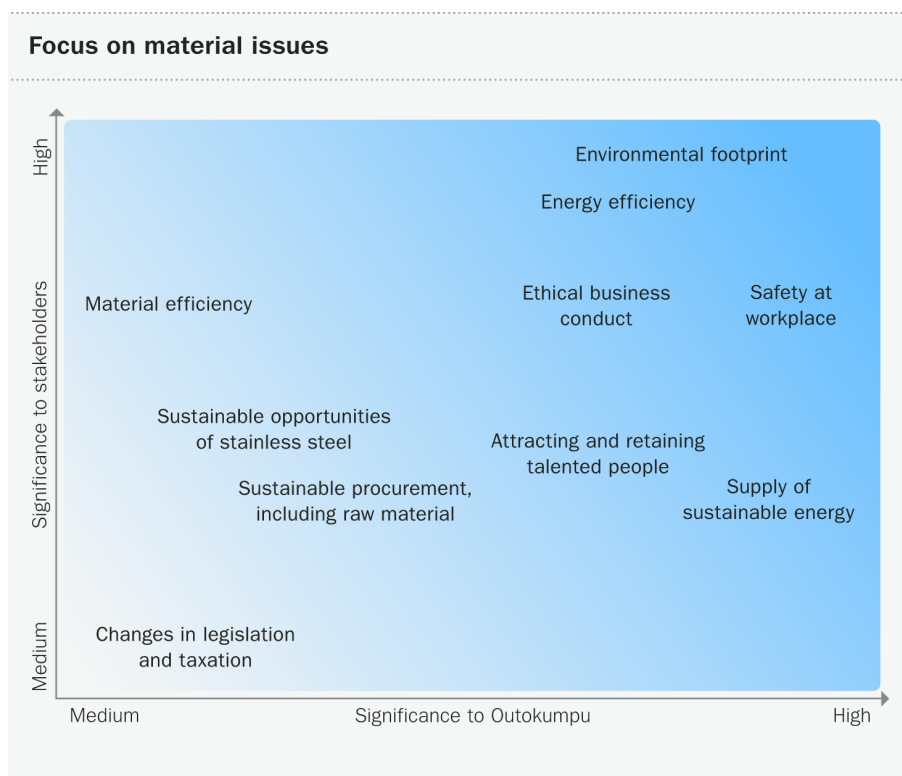 Focus on material issues
High
Environmental footprint
Energy efficiency
Significance to stakeholders
Material efficiency
Ethical business
conduct
Safety at
workplace
Sustainable opportunities
of stainless steel
Attracting and retaining
talented people
Sustainable procurement,
including raw material
Supply of
sustainable energy
Medium
Changes in legislation
and taxation
Medium
Significance to Outokumpu
High